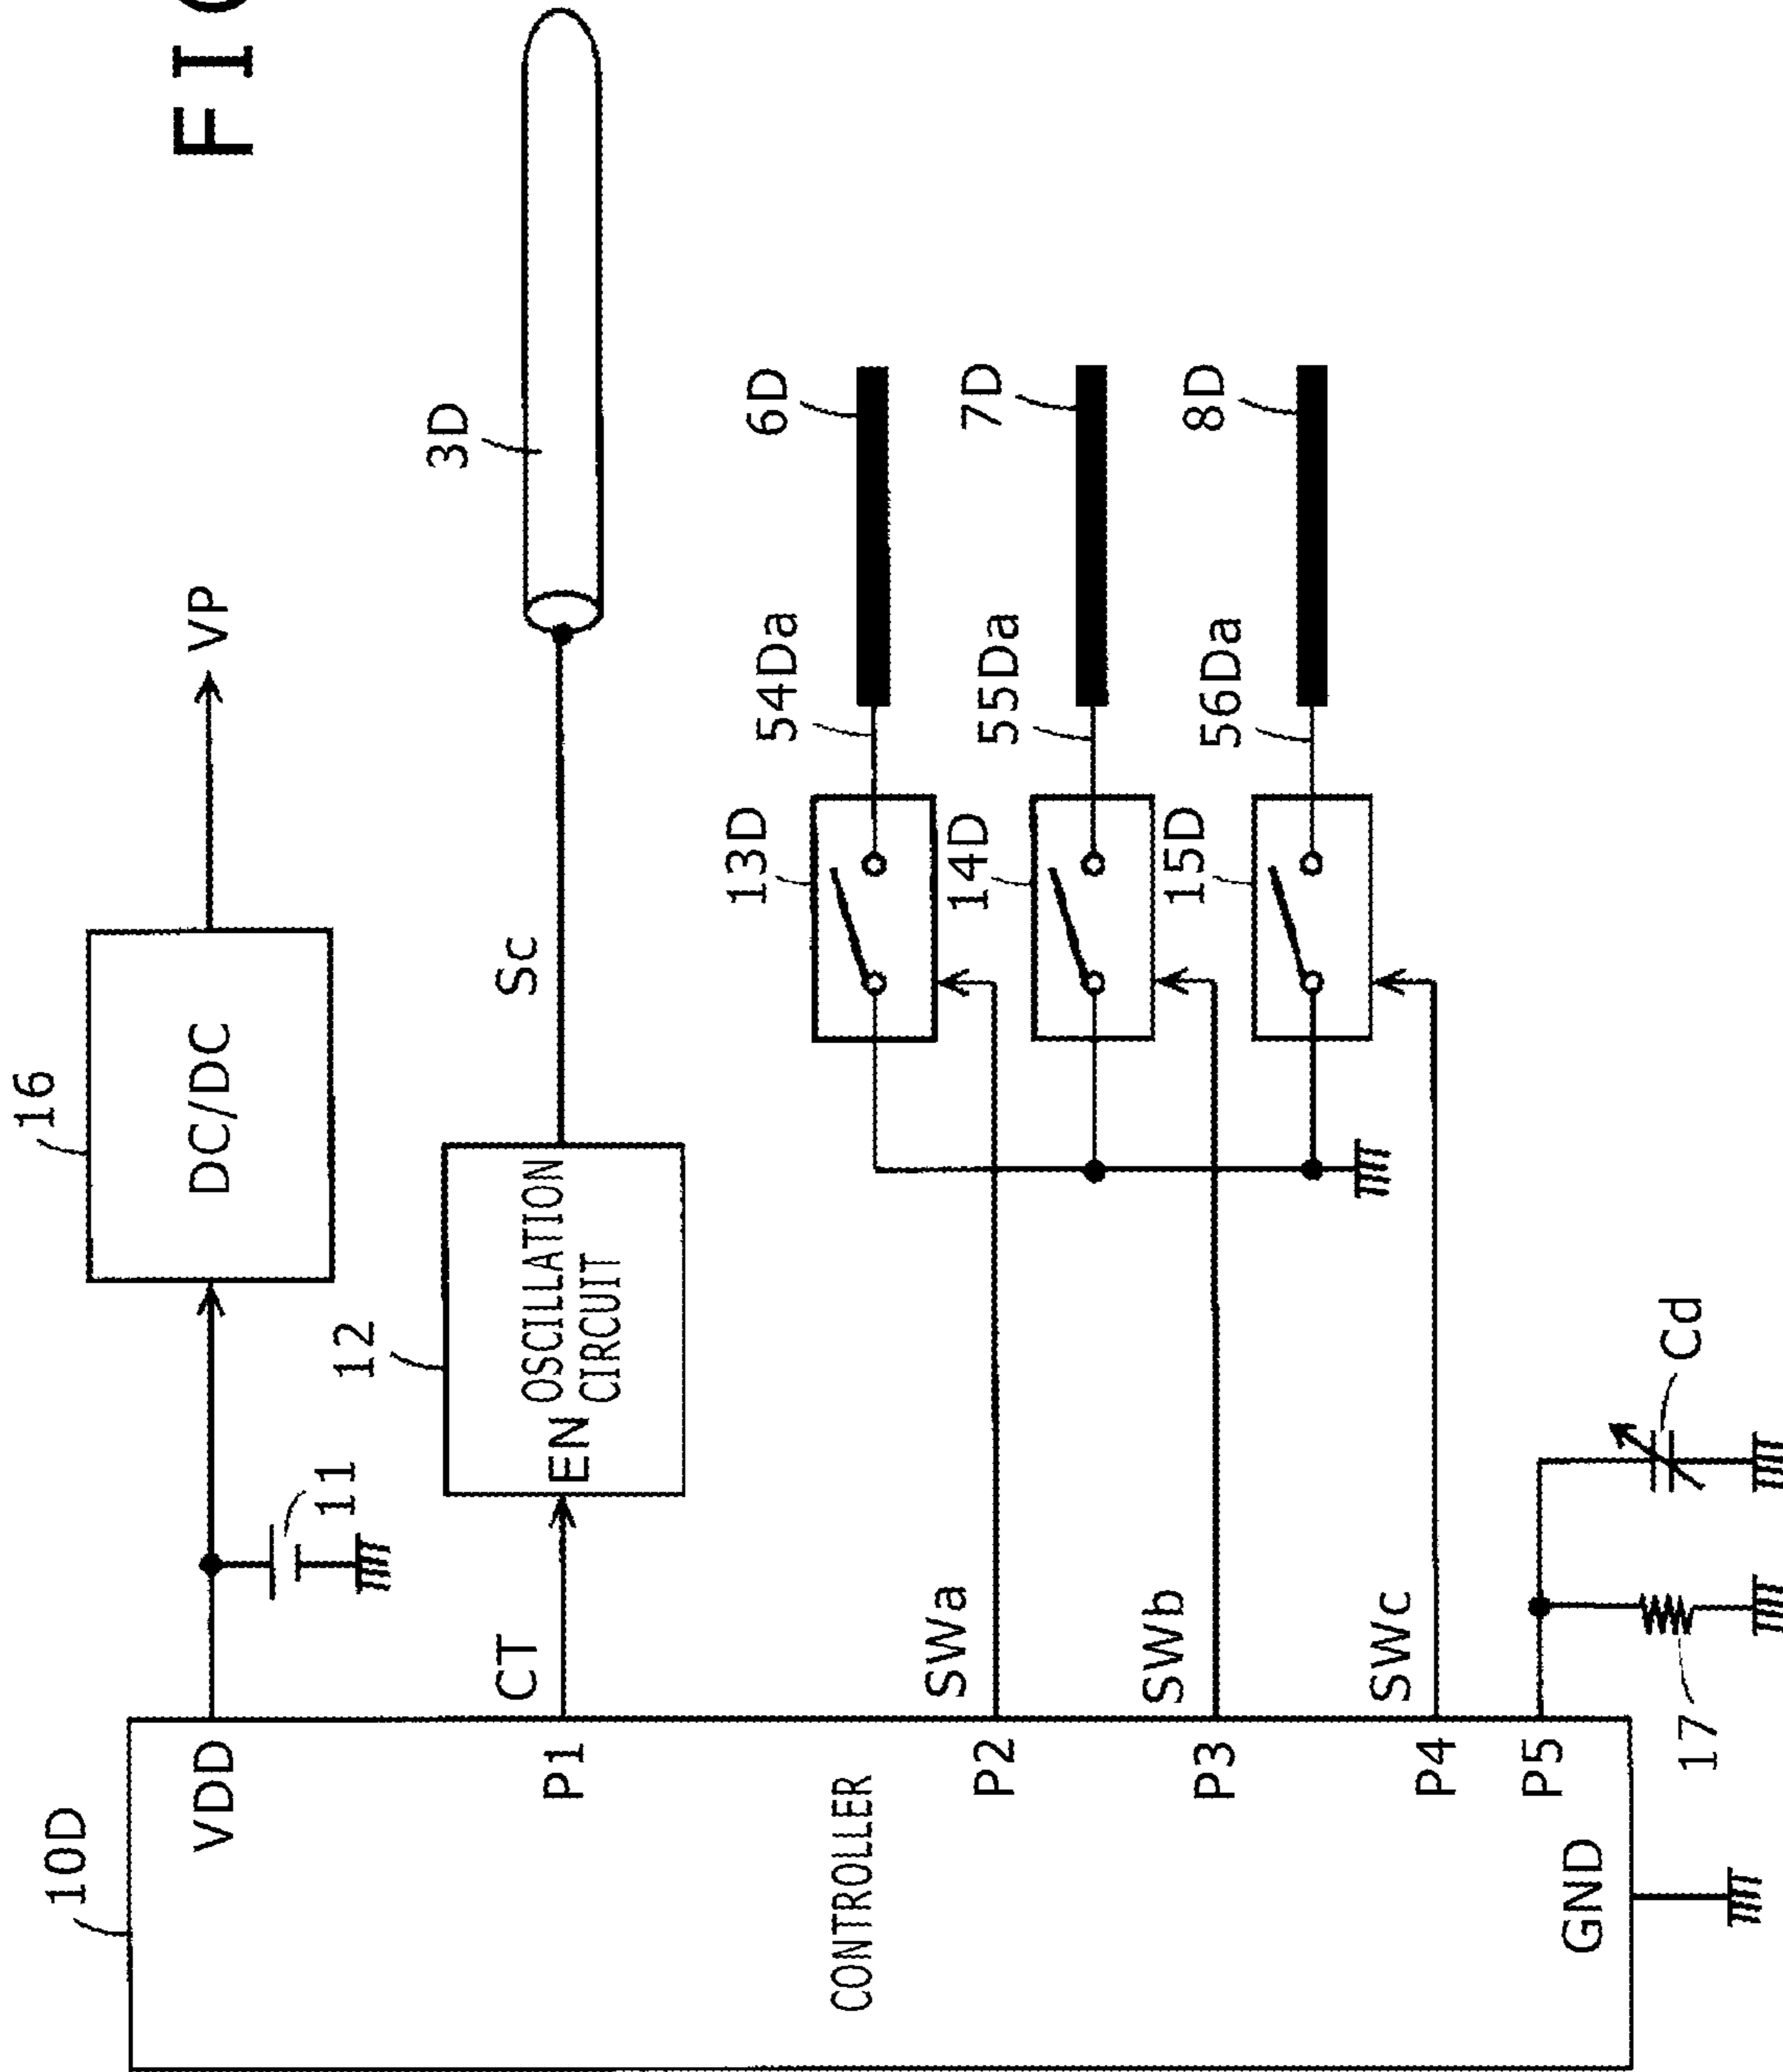 F I
16
10D
VDD
DC/DC
VP
11
12
3D
CT
Sc
P1
EN
OSCILLATION
CIRCUIT
13D
6D
54Da
CONTROLLER
SWa
14D
7D
P2
55Da
SWb
15D
8D
P3
56Da
SWc
P4
P5
GND
Cd
17